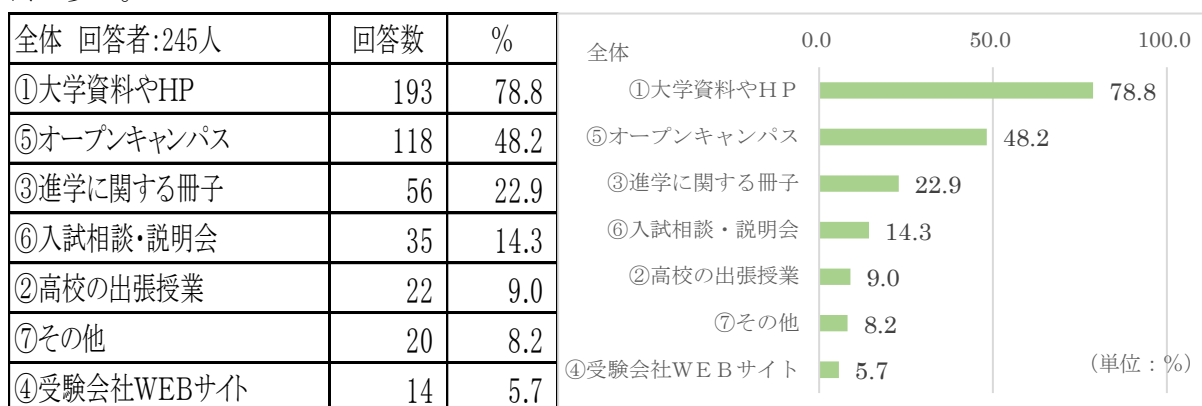 全体 回答者:245人 回答数 %
①大学資料やHP 193 78.8
⑤オープンキャンパス 118 48.2
③進学に関する冊子 56 22.9
⑥入試相談・説明会 35 14.3
②高校の出張授業 22 9.0
⑦その他 20 8.2
④受験会社WEBサイト 14 5.7
全体 0.0 50.0 100.0
①大学資料やHP 78.8
⑤オープンキャンパス 48.2
③進学に関する冊子 22.9
⑥入試相談・説明会 14.3
②高校の出張授業 9.0
⑦その他 8.2
④受験会社WEBサイト 5.7
(単位:%)